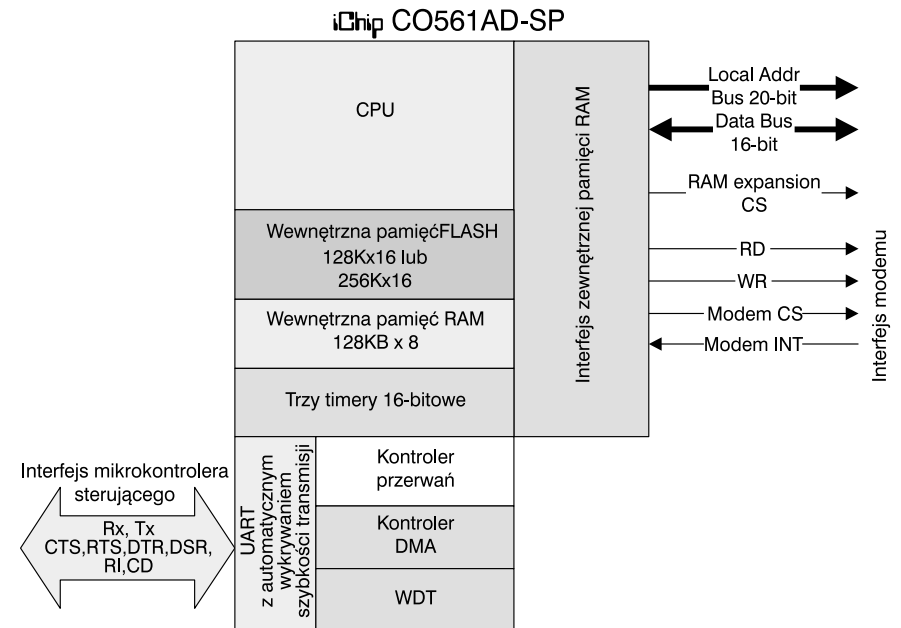 iChip CO561AD-SP
CPU
Wewnętrzna pamięćFLASH
128Kx16 lub
256Kx16
Wewnętrzna pamięć RAM
128KB x 8
Trzy timery 16-bitowe
Interfejs zewnętrznej pamięci RAM
Local Addr
Bus 20-bit
Data Bus
16-bit
RAM expansion
CS
RD
WR
Modem CS
Modem INT
Interfejs modemu
Interfejs mikrokontrolera
sterującego
Rx, Tx
CTS,RTS,DTR,DSR,
RI,CD
UART
z automatycznym
wykrywaniem
szybkości transmisji
Kontroler
przerwań
Kontroler
DMA
WDT